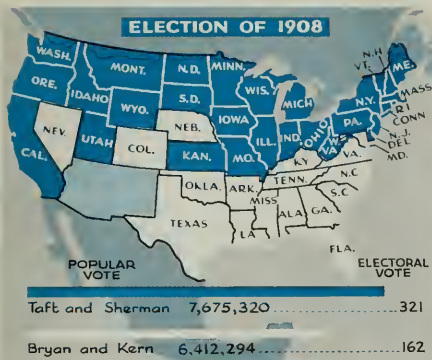 ELECTION OF 1908
WASH. MONT. N.D. MINN. N.H. VT. ME.
ORE. IDAHO WYO. S.D. WIS. MICH N.Y. MASS
R I
CONN
NEV. UTAH NEB. IOWA ILL. IND. OHIO PA. N.J.
DEL
MD.
CAL. COL. KAN. MO. KY W. VA VA.
OKLA. ARK. TENN. N.C
S.C
TEXAS LA MISS ALA. GA.
FLA.
POPULAR VOTE ELECTORAL VOTE
Taft and Sherman 7,675,320 321
Bryan and Kern 6,412,294 162